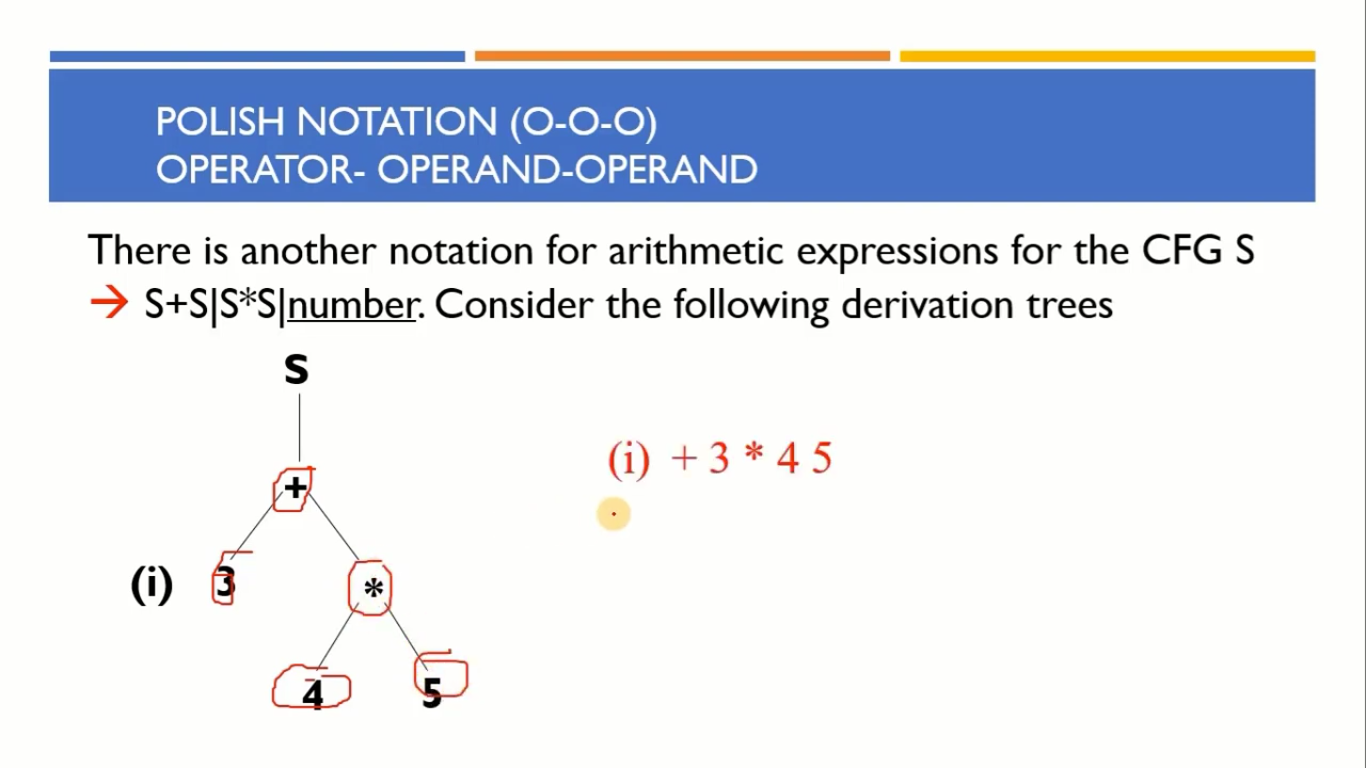 POLISH NOTATION (O-O-O)
OPERATOR- OPERAND-OPERAND
There is another notation for arithmetic expressions for the CFG S
→ S+S|S*S|number. Consider the following derivation trees
S
+
(i) + 3 * 4 5
(i) 3 *
4 5